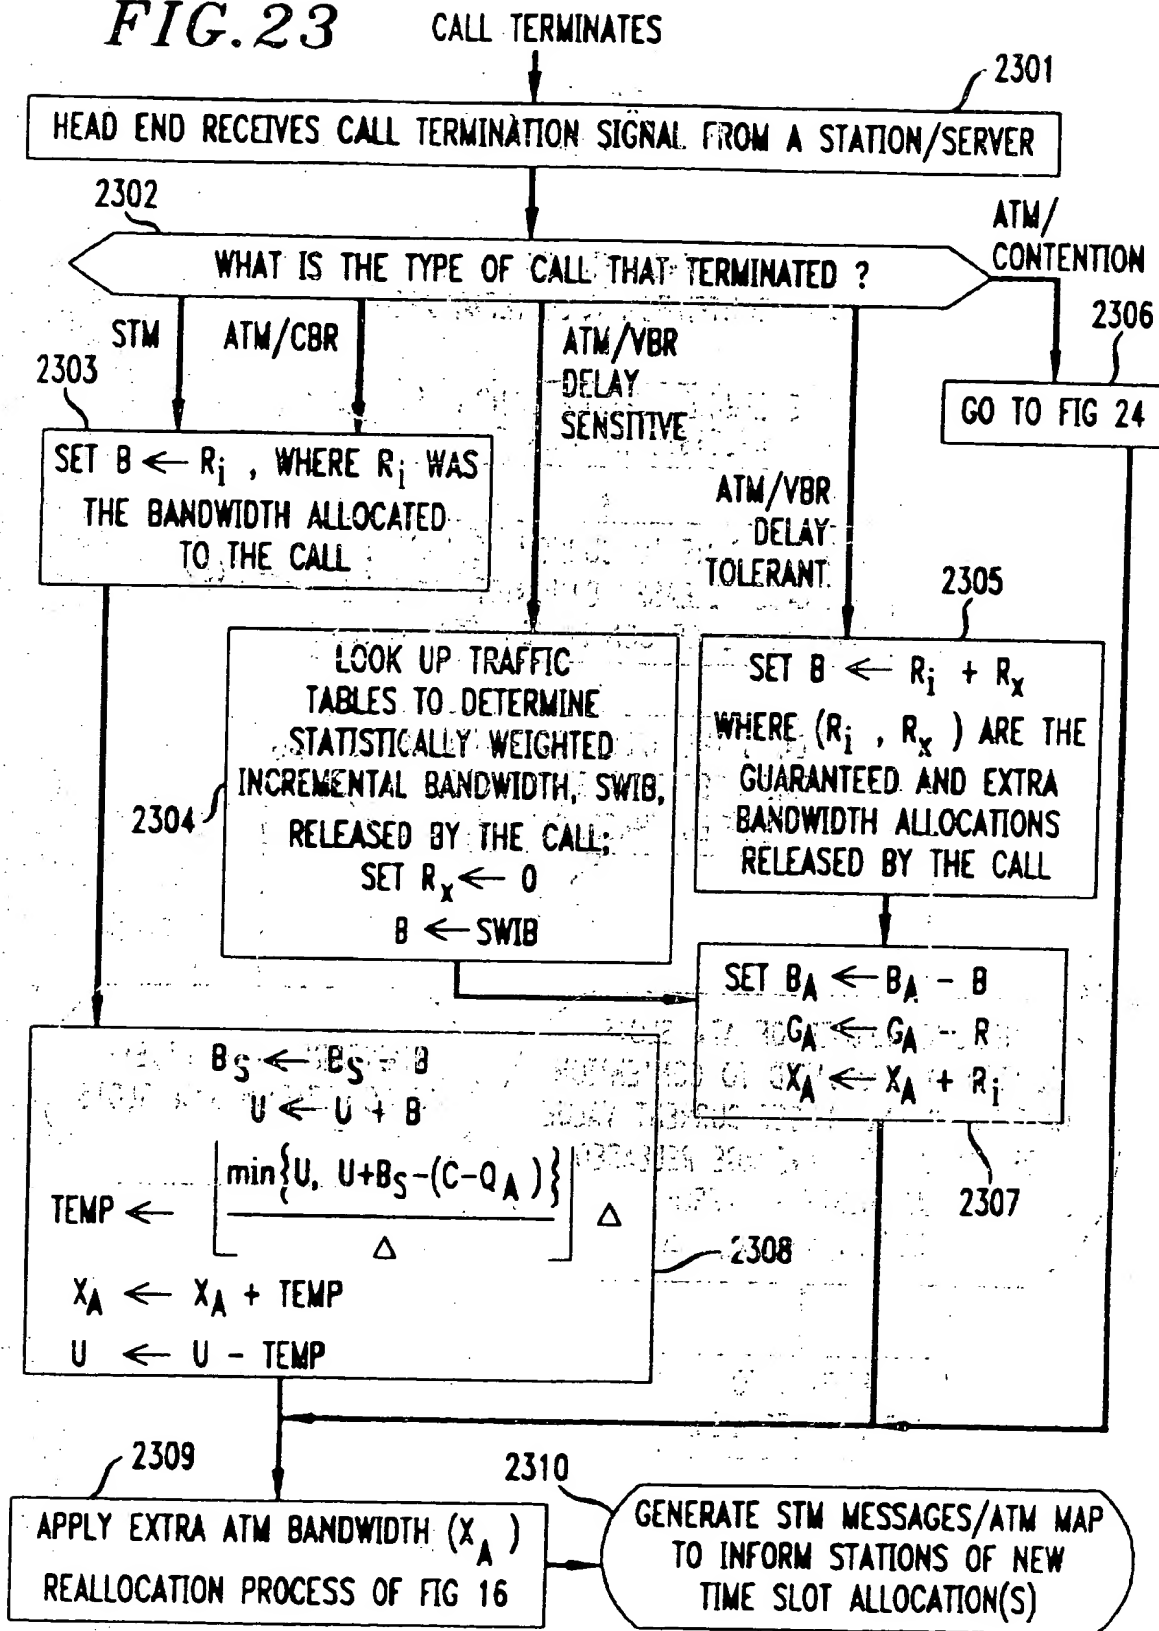 FIG.23
CALL TERMINATES
2301
HEAD END RECEIVES CALL TERMINATION SIGNAL FROM A STATION/SERVER
2302
WHAT IS THE TYPE OF CALL THAT TERMINATED ?
ATM/
CONTENTION
2306
GO TO FIG 24
STM
ATM/CBR
2303
SET B ← Ri , WHERE Ri WAS
THE BANDWIDTH ALLOCATED
TO THE CALL
ATM/VBR
DELAY
SENSITIVE
ATM/VBR
DELAY
TOLERANT
2304
LOOK UP TRAFFIC
TABLES TO DETERMINE
STATISTICALLY WEIGHTED
INCREMENTAL BANDWIDTH, SWIB,
RELEASED BY THE CALL;
SET Rx ← 0
B ← SWIB
2305
SET B ← Ri + Rx
WHERE (Ri , Rx ) ARE THE
GUARANTEED AND EXTRA
BANDWIDTH ALLOCATIONS
RELEASED BY THE CALL
SET BA ← BA - B
GA ← GA - R
XA ← XA + Ri
2307
BS ← BS - B
U ← U + B
TEMP ← ⌊ min{U, U+BS-(C-QA )} / Δ ⌋ Δ
XA ← XA + TEMP
U ← U - TEMP
2308
2309
APPLY EXTRA ATM BANDWIDTH (XA )
REALLOCATION PROCESS OF FIG 16
2310
GENERATE STM MESSAGES/ATM MAP
TO INFORM STATIONS OF NEW
TIME SLOT ALLOCATION(S)